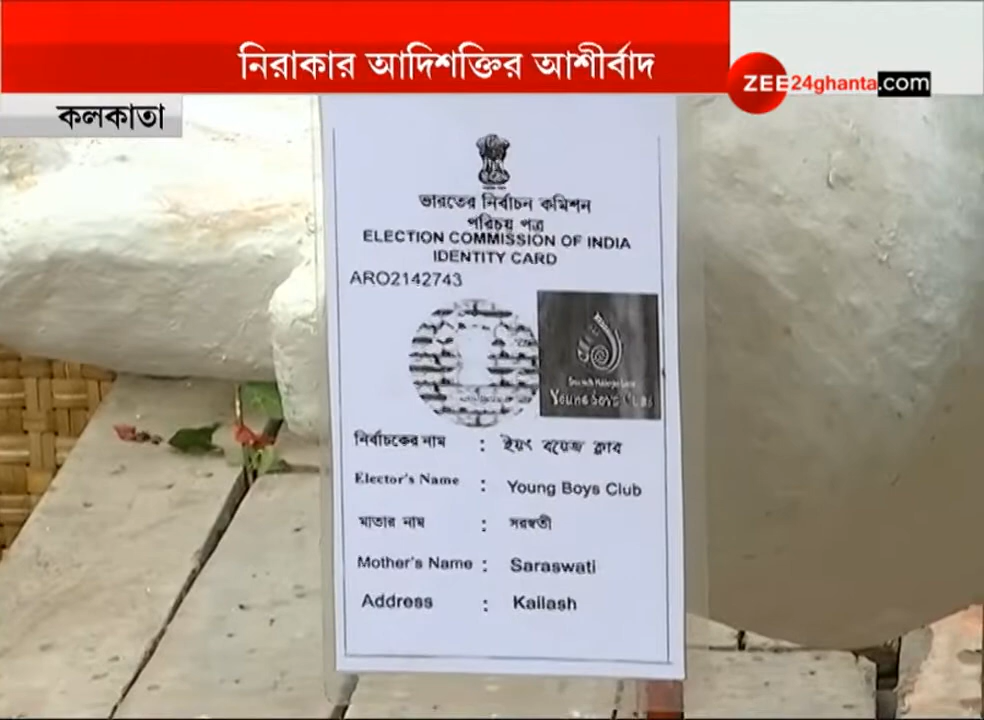 নিরাকার আদিশক্তির আশীর্বাদ
ZEE24ghanta.com
কলকাতা
ভারতের নির্বাচন কমিশন
পরিচয় পত্র
ELECTION COMMISSION OF INDIA
IDENTITY CARD
ARO2142743
Young boys Club
নির্বাচকের নাম : ইয়ং বয়েজ ক্লাব
Elector's Name : Young Boys Club
মাতার নাম : সরস্বতী
Mother's Name : Saraswati
Address : Kailash